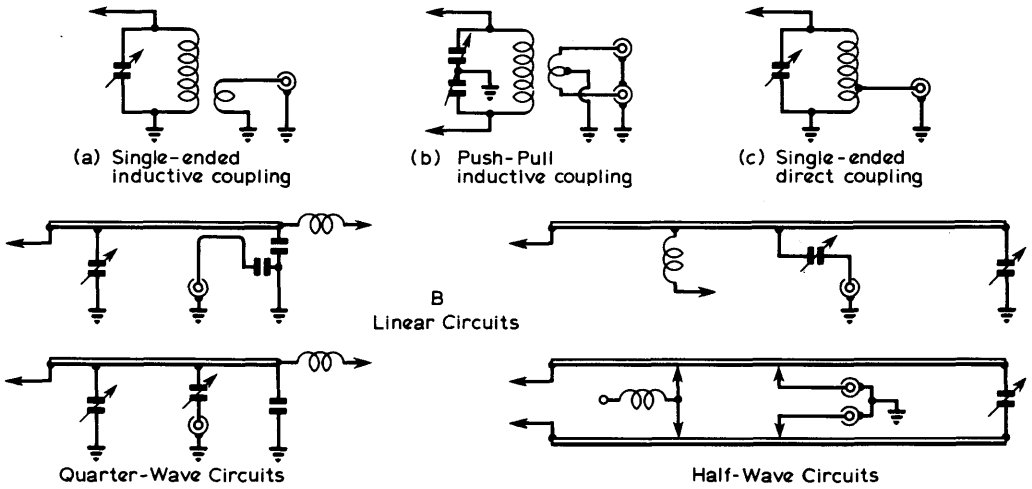 (a) Single-ended
inductive coupling
(b) Push-Pull
inductive coupling
(c) Single-ended
direct coupling
B
Linear Circuits
Quarter-Wave Circuits
Half-Wave Circuits